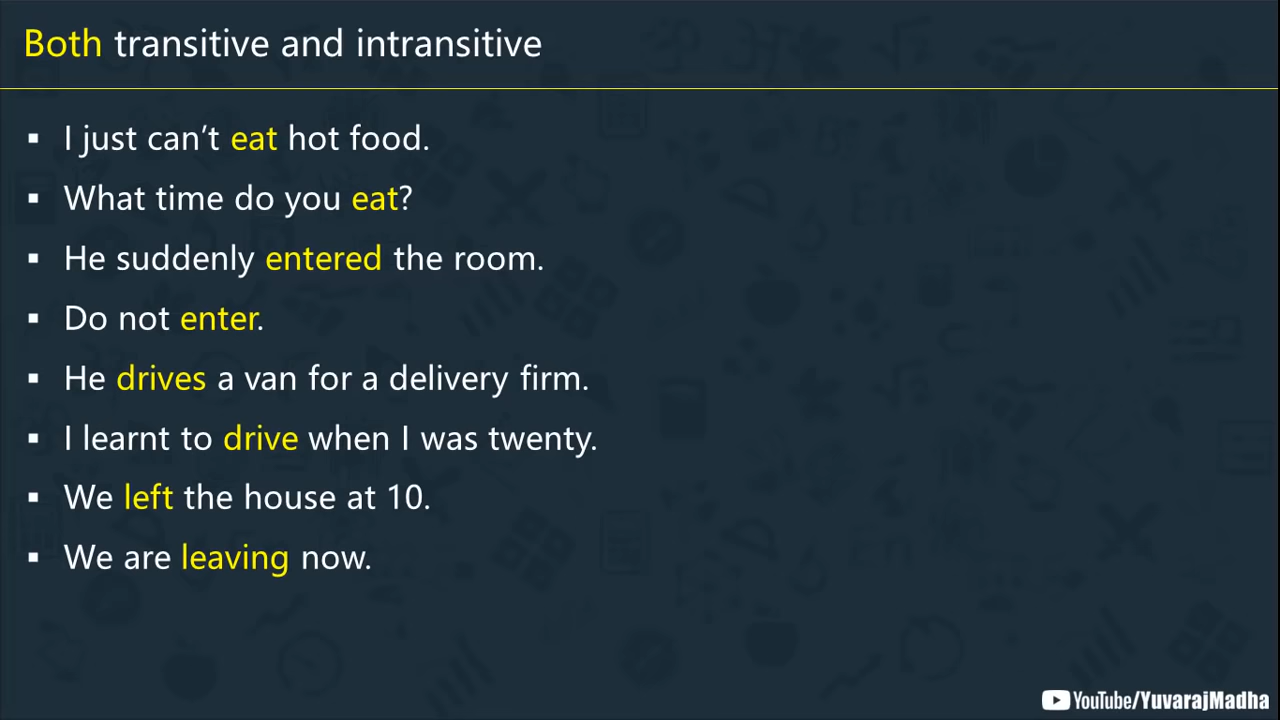 Both transitive and intransitive
▪ I just can’t eat hot food.
▪ What time do you eat?
▪ He suddenly entered the room.
▪ Do not enter.
▪ He drives a van for a delivery firm.
▪ I learnt to drive when I was twenty.
▪ We left the house at 10.
▪ We are leaving now.
YouTube/YuvarajMadha